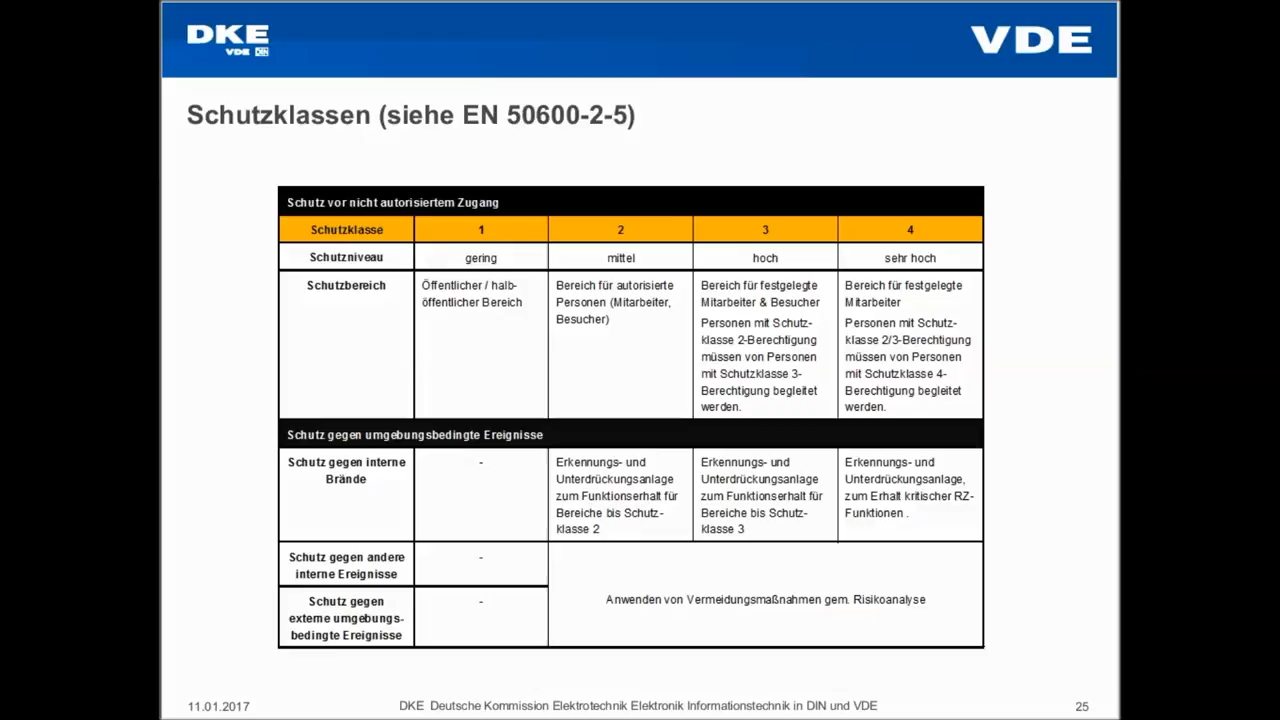 DKE
VDE DIN
VDE
Schutzklassen (siehe EN 50600-2-5)
Schutz vor nicht autorisiertem Zugang
Schutzklasse 1 2 3 4
Schutzniveau gering mittel hoch sehr hoch
Schutzbereich
Öffentlicher / halb-
öffentlicher Bereich
Bereich für autorisierte
Personen (Mitarbeiter,
Besucher)
Bereich für festgelegte
Mitarbeiter & Besucher
Personen mit Schutz-
klasse 2-Berechtigung
müssen von Personen
mit Schutzklasse 3-
Berechtigung begleitet
werden.
Bereich für festgelegte
Mitarbeiter
Personen mit Schutz-
klasse 2/3-Berechtigung
müssen von Personen
mit Schutzklasse 4-
Berechtigung begleitet
werden.
Schutz gegen umgebungsbedingte Ereignisse
Schutz gegen interne
Brände
-
Erkennungs- und
Unterdrückungsanlage
zum Funktionserhalt für
Bereiche bis Schutz-
klasse 2
Erkennungs- und
Unterdrückungsanlage
zum Funktionserhalt für
Bereiche bis Schutz-
klasse 3
Erkennungs- und
Unterdrückungsanlage,
zum Erhalt kritischer RZ-
Funktionen .
Schutz gegen andere
interne Ereignisse
-
Schutz gegen
externe umgebungs-
bedingte Ereignisse
-
Anwenden von Vermeidungsmaßnahmen gem. Risikoanalyse
11.01.2017
DKE Deutsche Kommission Elektrotechnik Elektronik Informationstechnik in DIN und VDE
25